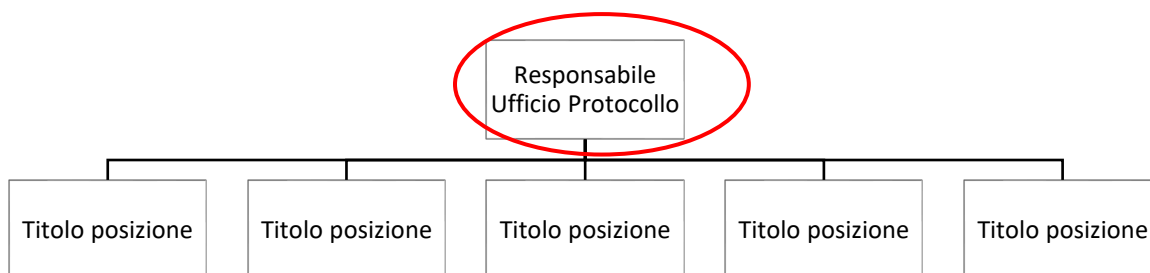 Responsabile
Ufficio Protocollo
Titolo posizione
Titolo posizione
Titolo posizione
Titolo posizione
Titolo posizione